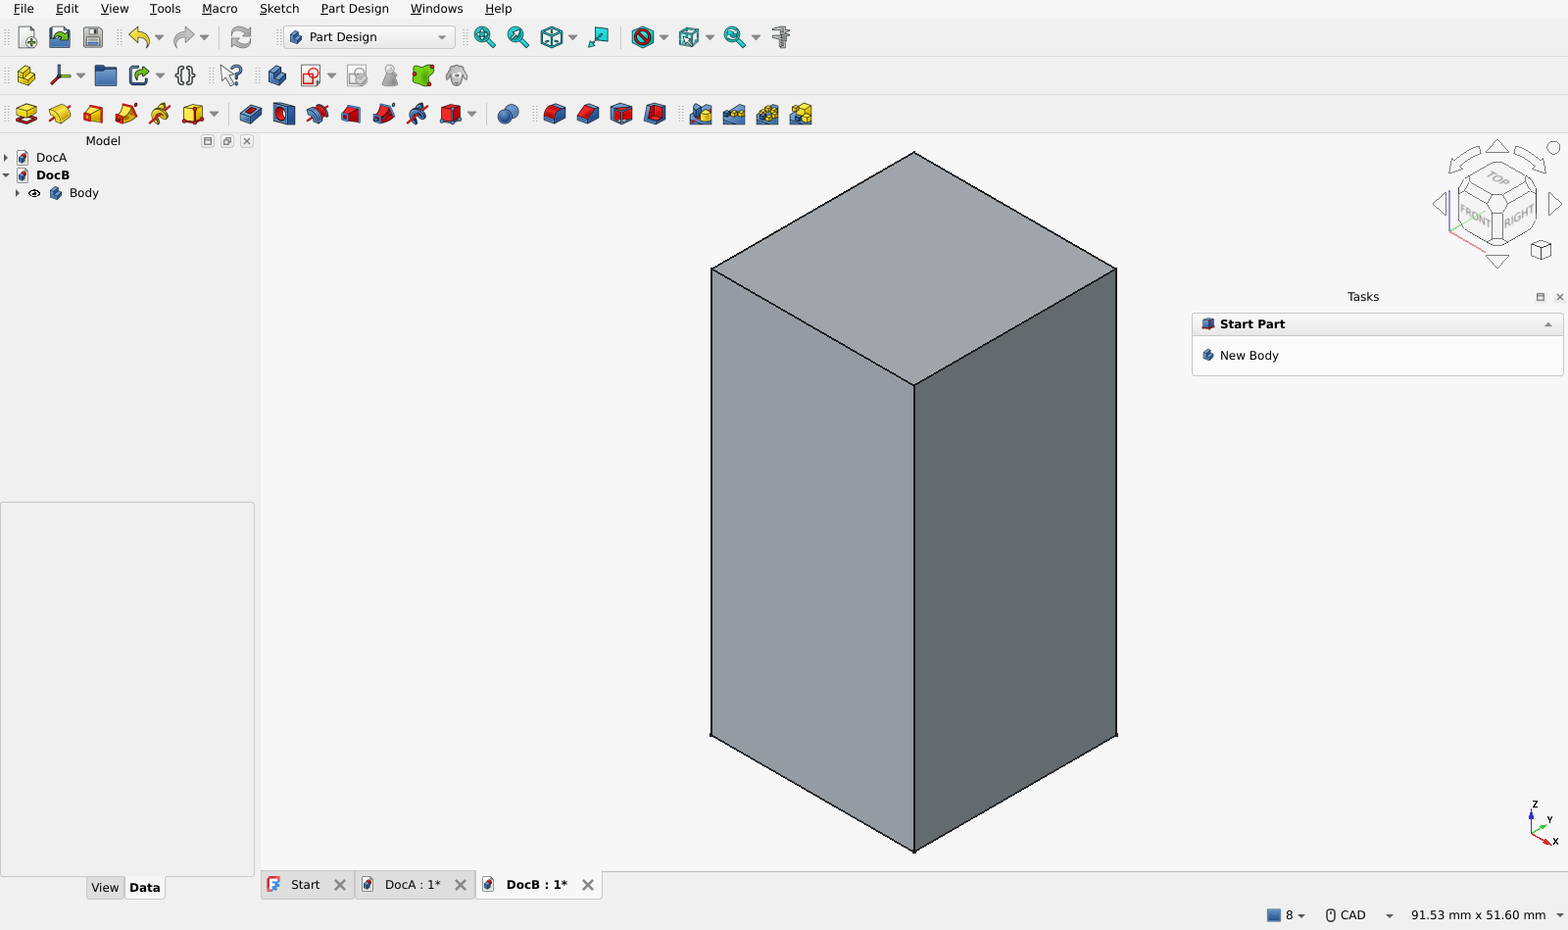 File Edit View Tools Macro Sketch Part Design Windows Help
Part Design
Model
DocA
DocB
Body
TOP
FRONT
RIGHT
Tasks
Start Part
New Body
Z
Y
X
View
Data
Start
DocA : 1*
DocB : 1*
8
CAD
91.53 mm x 51.60 mm